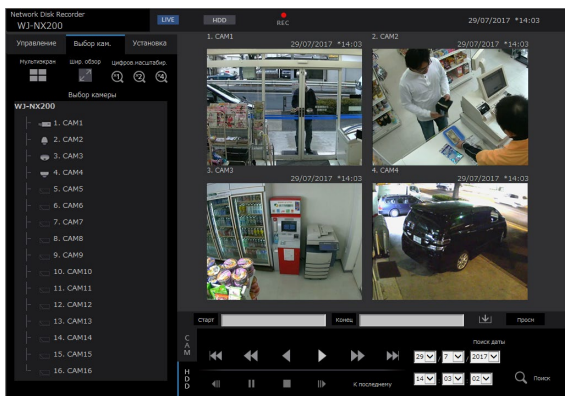 Network Disk Recorder
WJ-NX200
LIVE
HDD
REC
29/07/2017 *14:03
Управление
Выбор кам.
Установка
Мультиэкран
Шир. обзор
Цифров.масштабир.
Выбор камеры
WJ-NX200
1. CAM1
2. CAM2
3. CAM3
4. CAM4
5. CAM5
6. CAM6
7. CAM7
8. CAM8
9. CAM9
10. CAM10
11. CAM11
12. CAM12
13. CAM13
14. CAM14
15. CAM15
16. CAM16
1. CAM1
29/07/2017 *14:03
2. CAM2
29/07/2017 *14:03
3. CAM3
29/07/2017 *14:03
4. CAM4
29/07/2017 *14:03
Старт
Конец
Просм
CAM
HDD
К последнему
Поиск даты
29 / 7 / 2017
14 : 03 : 02
Поиск